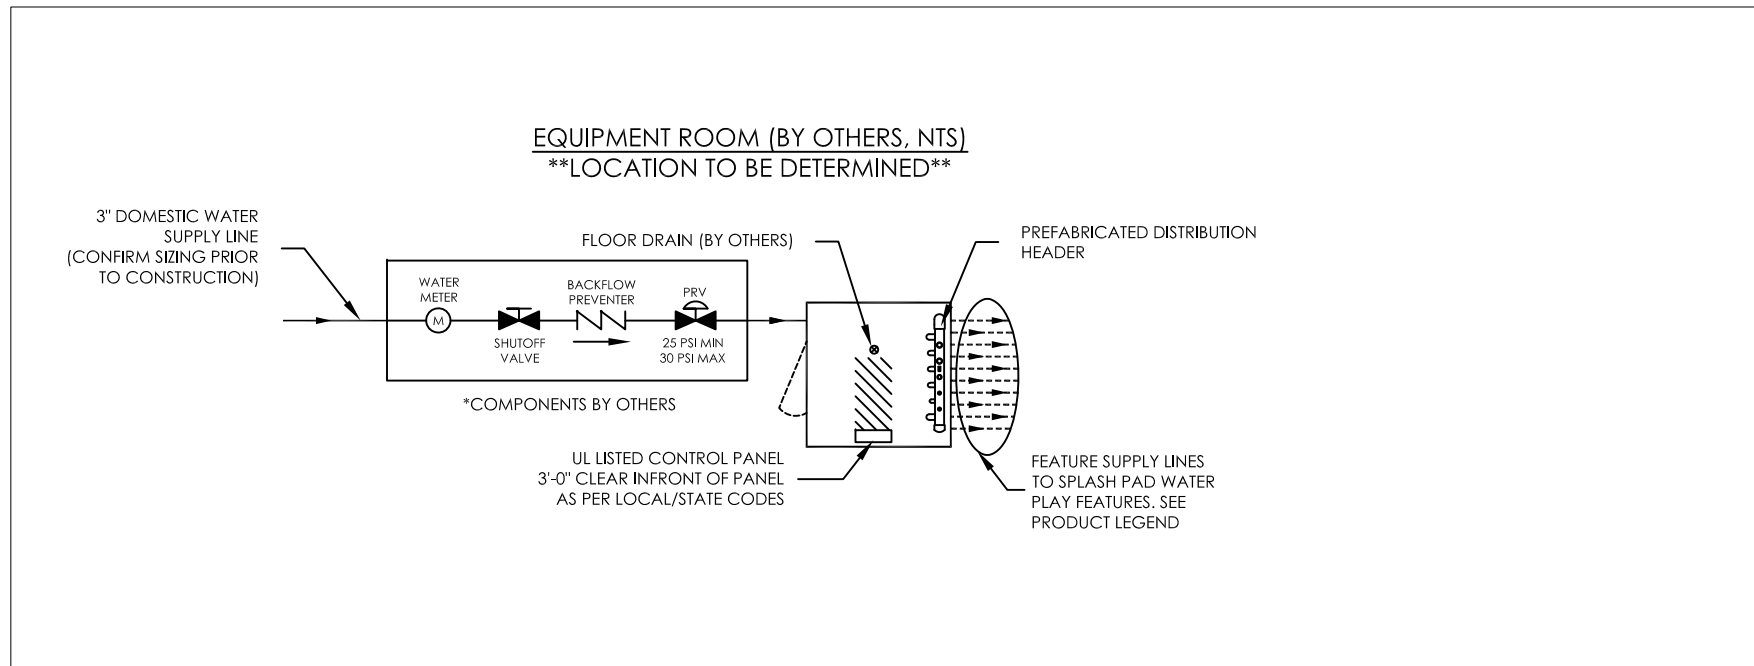 EQUIPMENT ROOM (BY OTHERS, NTS)
**LOCATION TO BE DETERMINED**
3" DOMESTIC WATER
SUPPLY LINE
(CONFIRM SIZING PRIOR
TO CONSTRUCTION)
FLOOR DRAIN (BY OTHERS)
PREFABRICATED DISTRIBUTION
HEADER
WATER
METER
M
SHUTOFF
VALVE
BACKFLOW
PREVENTER
PRV
25 PSI MIN
30 PSI MAX
*COMPONENTS BY OTHERS
UL LISTED CONTROL PANEL
3'-0" CLEAR INFRONT OF PANEL
AS PER LOCAL/STATE CODES
FEATURE SUPPLY LINES
TO SPLASH PAD WATER
PLAY FEATURES. SEE
PRODUCT LEGEND